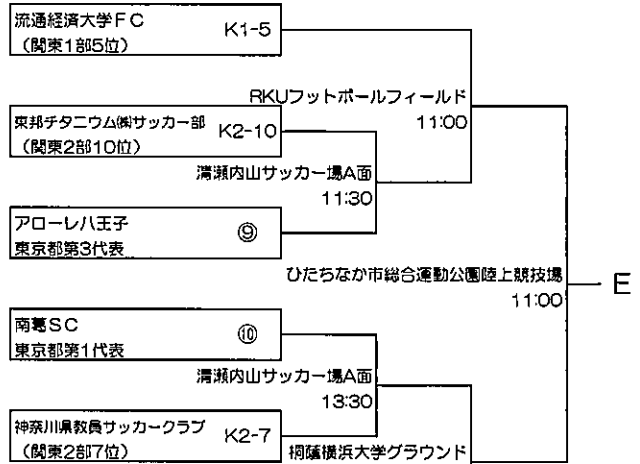 流通経済大学FC
(関東1部5位)
K1-5
RKUフットボールフィールド
11:00
東邦チタニウム㈱サッカー部
(関東2部10位)
K2-10
清瀬内山サッカー場A面
11:30
アローレ八王子
東京都第3代表
⑨
ひたちなか市総合運動公園陸上競技場
11:00
E
南葛SC
東京都第1代表
⑩
清瀬内山サッカー場A面
13:30
神奈川県教員サッカークラブ
(関東2部7位)
K2-7
桐蔭横浜大学グラウンド